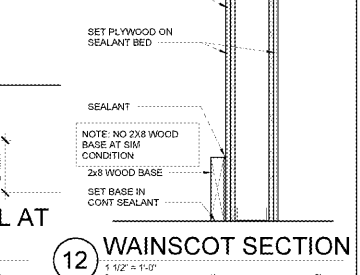 SET PLYWOOD ON
SEALANT BED
SEALANT
NOTE: NO 2X8 WOOD
BASE AT SIM
CONDITION
2x8 WOOD BASE
SET BASE IN
CONT SEALANT
L AT
12 WAINSCOT SECTION
1 1/2" = 1'-0"